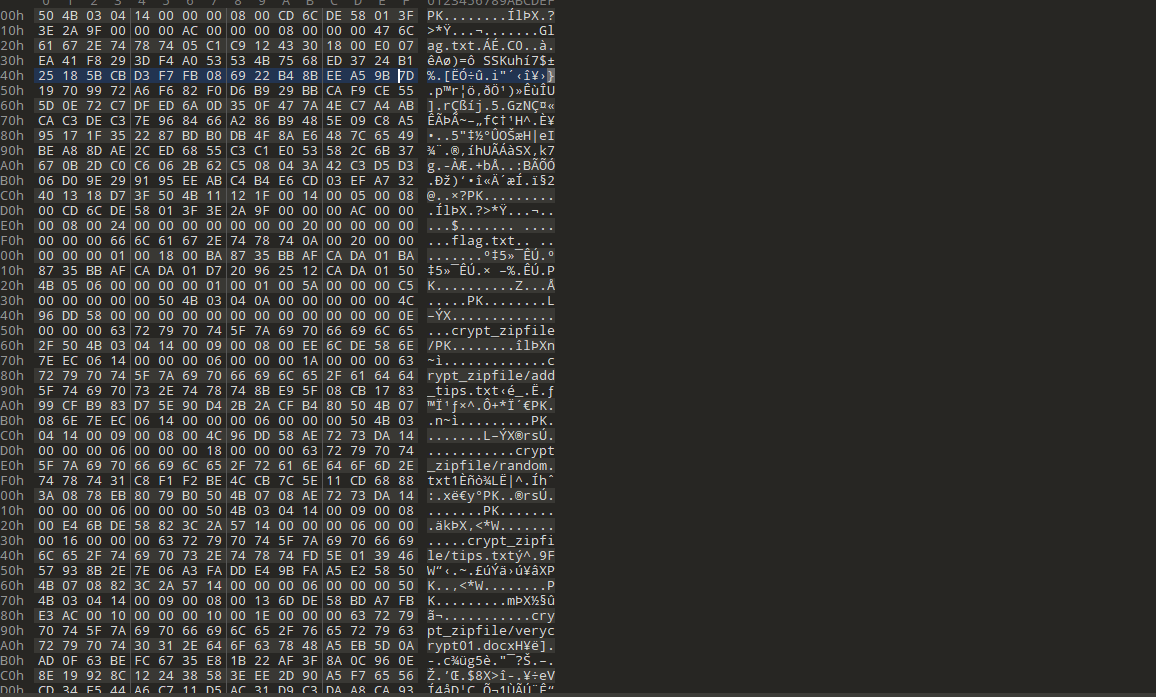 0 1 2 3 4 5 6 7 8 9 A B C D E F 0123456789ABCDEF
00h 50 4B 03 04 14 00 00 00 08 00 CD 6C DE 58 01 3F PK........ÍlÞX.?
10h 3E 2A 9F 00 00 00 AC 00 00 00 08 00 00 00 47 6C >*Ÿ...¬.......Gl
20h 61 67 2E 74 78 74 05 C1 C9 12 43 30 18 00 E0 07 ag.txt.ÁÉ.C0..à.
30h EA 41 F8 29 3D F4 A0 53 53 4B 75 68 ED 37 24 B1 êAø)=ô SSKuhí7$±
40h 25 18 5B CB D3 F7 FB 08 69 22 B4 8B EE A5 9B 7D %.[ËÓ÷û.i"´‹î¥›}
50h 19 70 99 72 A6 F6 82 F0 D6 B9 29 BB CA F9 CE 55 .p™r¦ö‚ðÖ¹)»ÊùÎU
60h 5D 0E 72 C7 DF ED 6A 0D 35 0F 47 7A 4E C7 A4 AB ].rÇßíj.5.GzNÇ¤«
70h CA C3 DE C3 7E 96 84 66 A2 86 B9 48 5E 09 C8 A5 ÊÃÞÃ~–„f¢†¹H^.È¥
80h 95 17 1F 35 22 87 BD B0 DB 4F 8A E6 48 7C 65 49 •..5"‡½°ÛOŠæH|eI
90h BE A8 8D AE 2C ED 68 55 C3 C1 E0 53 58 2C 6B 37 ¾¨.®,íhUÃÁàSX,k7
A0h 67 0B 2D C0 C6 06 2B 62 C5 08 04 3A 42 C3 D5 D3 g.-ÀÆ.+bÅ..:BÃÕÓ
B0h 06 D0 9E 29 91 95 EE AB C4 B4 E6 CD 03 EF A7 32 .Ðž)‘•î«Ä´æÍ.ï§2
C0h 40 13 18 D7 3F 50 4B 11 12 1F 00 14 00 05 00 08 @..×?PK.........
D0h 00 CD 6C DE 58 01 3F 3E 2A 9F 00 00 00 AC 00 00 .ÍlÞX.?>*Ÿ...¬..
E0h 00 08 00 24 00 00 00 00 00 00 00 20 00 00 00 00 ...$....... ....
F0h 00 00 00 66 6C 61 67 2E 74 78 74 0A 00 20 00 00 ...flag.txt.. ..
00h 00 00 00 01 00 18 00 BA 87 35 BB AF CA DA 01 BA .......º‡5»¯ÊÚ.º
10h 87 35 BB AF CA DA 01 D7 20 96 25 12 CA DA 01 50 ‡5»¯ÊÚ.× –%.ÊÚ.P
20h 4B 05 06 00 00 00 00 01 00 01 00 5A 00 00 00 C5 K..........Z...Å
30h 00 00 00 00 00 50 4B 03 04 0A 00 00 00 00 00 4C .....PK........L
40h 96 DD 58 00 00 00 00 00 00 00 00 00 00 00 00 0E –ÝX.............
50h 00 00 00 63 72 79 70 74 5F 7A 69 70 66 69 6C 65 ...crypt_zipfile
60h 2F 50 4B 03 04 14 00 09 00 08 00 EE 6C DE 58 6E /PK........îlÞXn
70h 7E EC 06 14 00 00 00 06 00 00 00 1A 00 00 00 63 ~ì.............c
80h 72 79 70 74 5F 7A 69 70 66 69 6C 65 2F 61 64 64 rypt_zipfile/add
90h 5F 74 69 70 73 2E 74 78 74 8B E9 5F 08 CB 17 83 _tips.txt‹é_.Ë.ƒ
A0h 99 CF B9 83 D7 5E 90 D4 2B 2A CF B4 80 50 4B 07 ™Ï¹ƒ×^.Ô+*Ï´€PK.
B0h 08 6E 7E EC 06 14 00 00 00 06 00 00 00 50 4B 03 .n~ì.........PK.
C0h 04 14 00 09 00 08 00 4C 96 DD 58 AE 72 73 DA 14 .......L–ÝX®rsÚ.
D0h 00 00 00 06 00 00 00 18 00 00 00 63 72 79 70 74 ...........crypt
E0h 5F 7A 69 70 66 69 6C 65 2F 72 61 6E 64 6F 6D 2E _zipfile/random.
F0h 74 78 74 31 C8 F1 F2 BE 4C CB 7C 5E 11 CD 68 88 txt1Èñò¾LË|^.Íhˆ
00h 3A 08 78 EB 80 79 B0 50 4B 07 08 AE 72 73 DA 14 :.xë€y°PK..®rsÚ.
10h 00 00 00 06 00 00 00 50 4B 03 04 14 00 09 00 08 .......PK.......
20h 00 E4 6B DE 58 82 3C 2A 57 14 00 00 00 06 00 00 .äkÞX‚<*W.......
30h 00 16 00 00 00 63 72 79 70 74 5F 7A 69 70 66 69 .....crypt_zipfi
40h 6C 65 2F 74 69 70 73 2E 74 78 74 FD 5E 01 39 46 le/tips.txtý^.9F
50h 57 93 8B 2E 7E 06 A3 FA DD E4 9B FA A5 E2 58 50 W“‹.~.£úÝä›ú¥âXP
60h 4B 07 08 82 3C 2A 57 14 00 00 00 06 00 00 00 50 K..‚<*W........P
70h 4B 03 04 14 00 09 00 08 00 13 6D DE 58 BD A7 FB K.........mÞX½§û
80h E3 AC 00 10 00 00 00 10 00 1E 00 00 00 63 72 79 ã¬...........cry
90h 70 74 5F 7A 69 70 66 69 6C 65 2F 76 65 72 79 63 pt_zipfile/veryc
A0h 72 79 70 74 30 31 2E 64 6F 63 78 48 A5 EB 5D 0A rypt01.docxH¥ë].
B0h AD 0F 63 BE FC 67 35 E8 1B 22 AF 3F 8A 0C 96 0E -.c¾üg5è."¯?Š.–.
C0h 8E 19 92 8C 12 24 38 58 3E EE 2D 90 A5 F7 65 56 Ž.’Œ.$8X>î-.¥÷eV